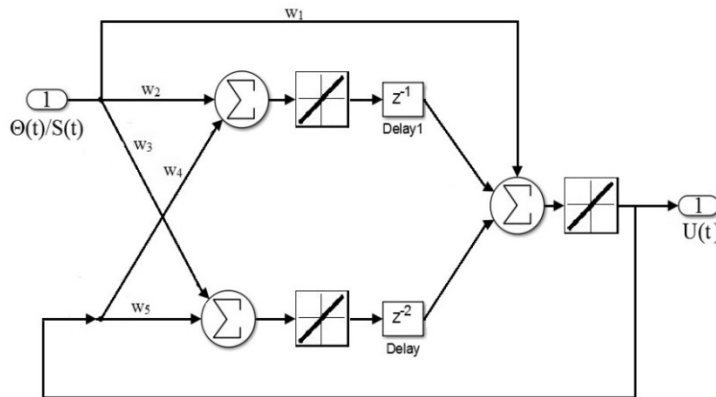 w₁
1
Θ(t)/S(t)
w₂
w₃
w₄
Σ
z⁻¹
Delay1
Σ
1
U(t)
w₅
Σ
z⁻²
Delay